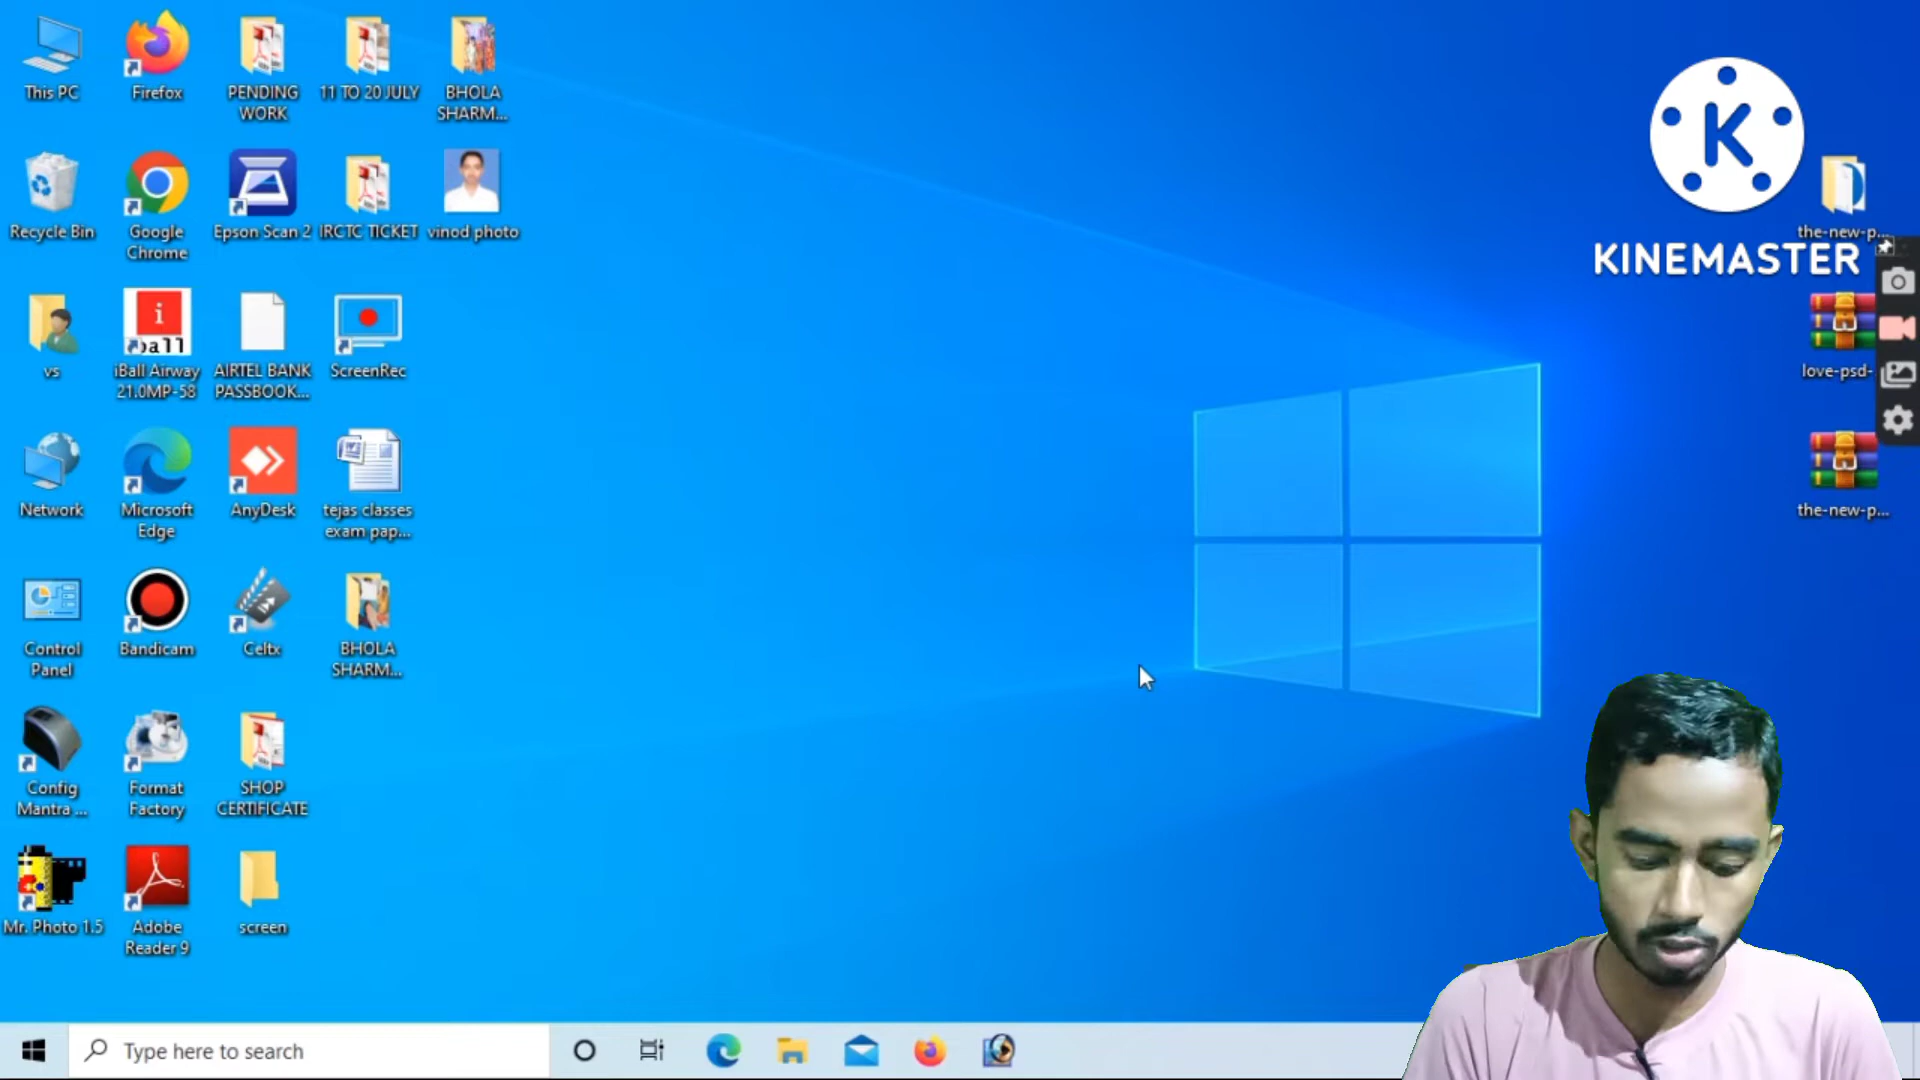 This PC
Firefox
PENDING
WORK
11 TO 20 JULY
BHOLA
SHARM...
K
KINEMASTER
Recycle Bin
Google
Chrome
Epson Scan 2
IRCTC TICKET
vinod photo
the-new-p...
vs
i
ball
iBall Airway
21.0MP-58
AIRTEL BANK
PASSBOOK...
ScreenRec
love-psd-
Network
Microsoft
Edge
AnyDesk
tejas classes
exam pap...
the-new-p...
Control
Panel
Bandicam
Celtx
BHOLA
SHARM...
Config
Mantra ...
Format
Factory
SHOP
CERTIFICATE
Mr. Photo 1.5
Adobe
Reader 9
screen
Type here to search